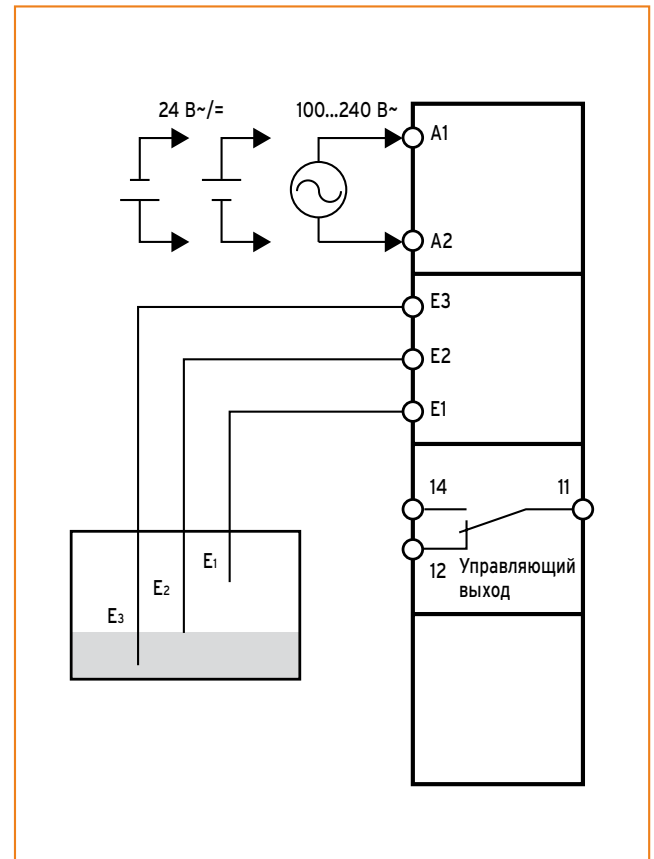 24 В~/=
100...240 В~
A1
A2
E3
E2
E1
14
11
12
Управляющий
выход
E1
E2
E3